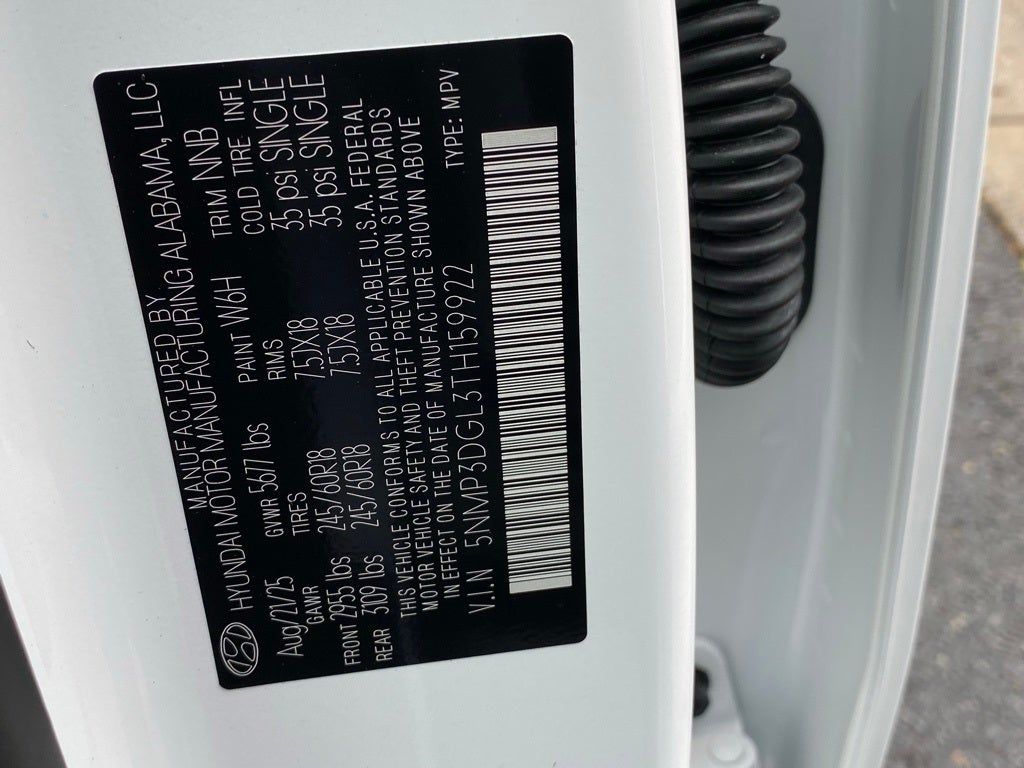 MANUFACTURED BY
HYUNDAI MOTOR MANUFACTURING ALABAMA, LLC
Aug/21/25 GVWR 5677 lbs PAINT W6H TRIM NNB
GAWR TIRES RIMS COLD TIRE INFL
FRONT 2955 lbs 245/60R18 7.5JX18 35 psi SINGLE
REAR 3109 lbs 245/60R18 7.5JX18 35 psi SINGLE
THIS VEHICLE CONFORMS TO ALL APPLICABLE U.S.A. FEDERAL
MOTOR VEHICLE SAFETY AND THEFT PREVENTION STANDARDS
IN EFFECT ON THE DATE OF MANUFACTURE SHOWN ABOVE
V.I.N 5NMP3DGL3TH159922 TYPE: MPV